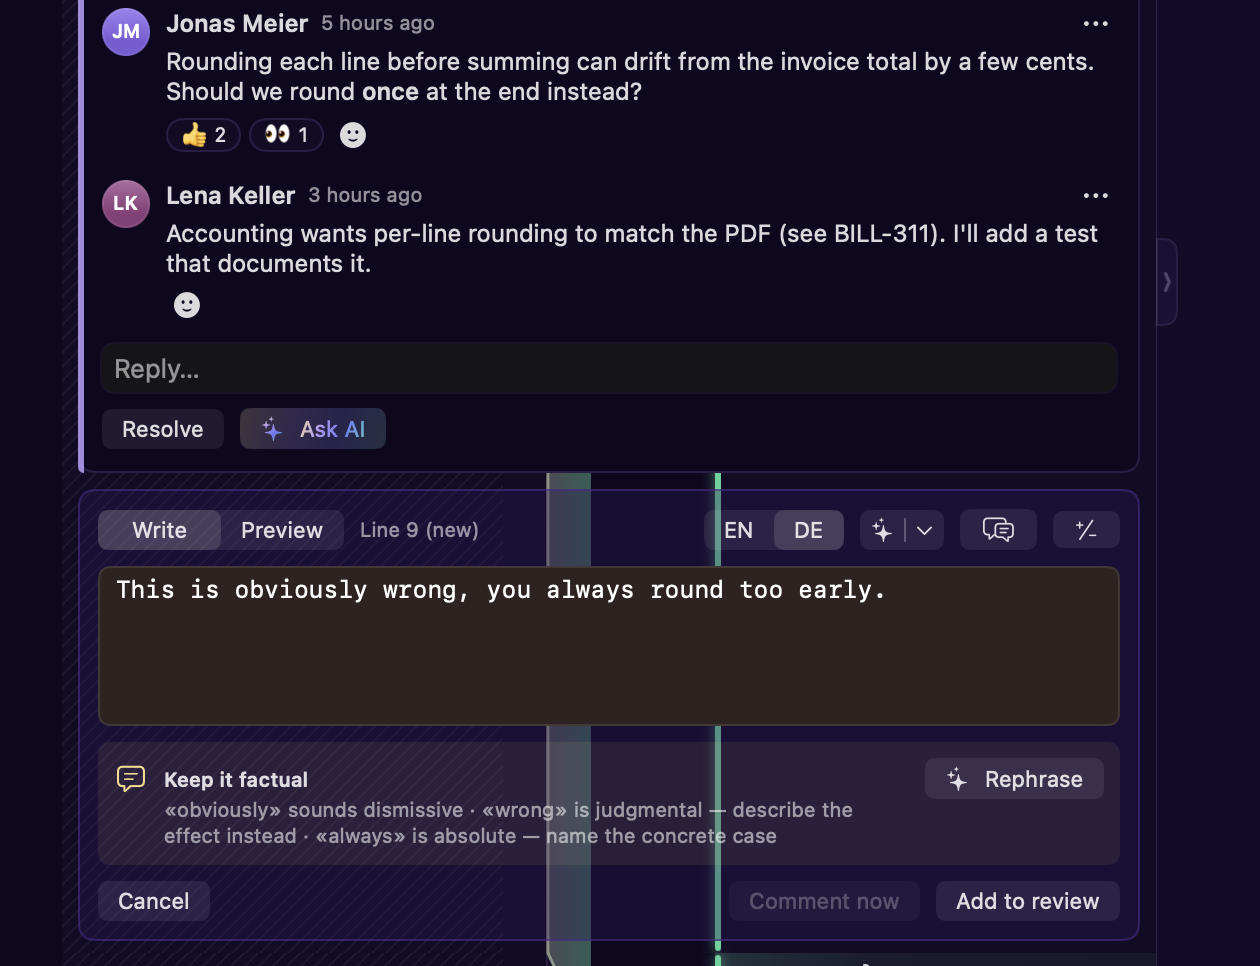 JM
Jonas Meier 5 hours ago
Rounding each line before summing can drift from the invoice total by a few cents.
Should we round once at the end instead?
👍 2 👀 1
LK
Lena Keller 3 hours ago
Accounting wants per-line rounding to match the PDF (see BILL-311). I'll add a test
that documents it.
Reply...
Resolve Ask AI
Write Preview Line 9 (new) EN DE
This is obviously wrong, you always round too early.
Keep it factual
Rephrase
«obviously» sounds dismissive · «wrong» is judgmental — describe the
effect instead · «always» is absolute — name the concrete case
Cancel Comment now Add to review